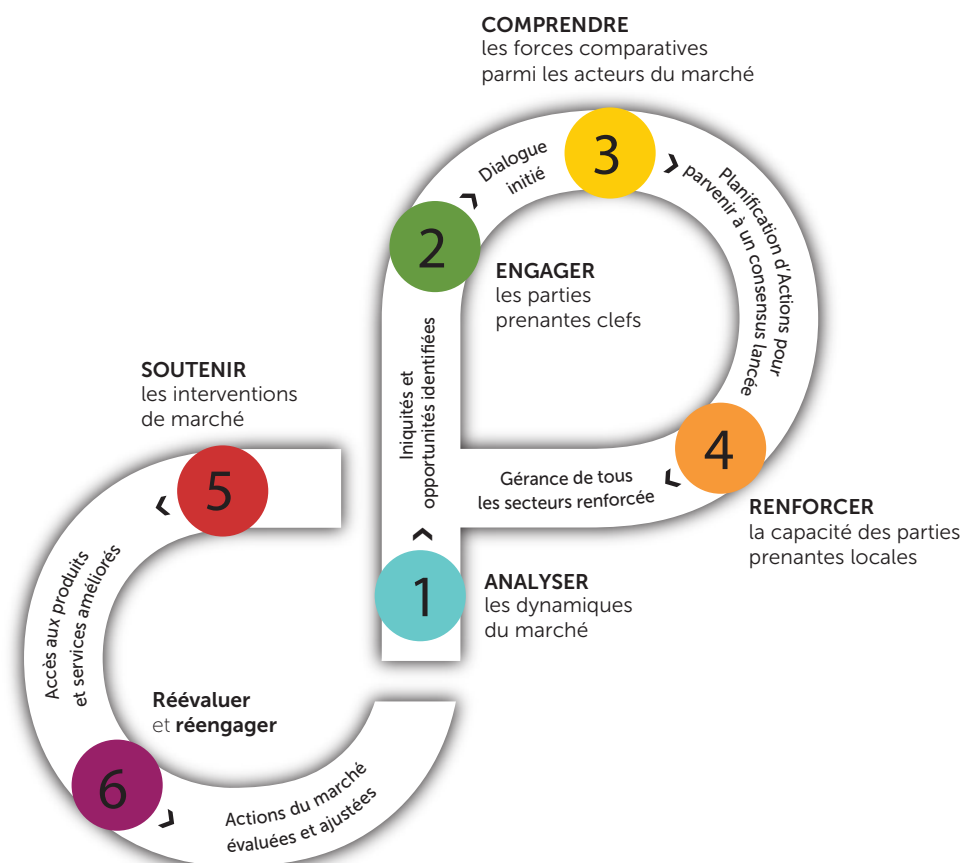 COMPRENDRE
les forces comparatives
parmi les acteurs du marché
3
Dialogue
initié
Planification d'Actions pour
parvenir à un consensus lancée
2
ENGAGER
les parties
prenantes clefs
Iniquités et
opportunités identifiées
SOUTENIR
les interventions
de marché
4
5
Gérance de tous
les secteurs renforcée
RENFORCER
la capacité des parties
prenantes locales
1
ANALYSER
les dynamiques
du marché
Accès aux produits
et services améliorés
Réévaluer
et réengager
6
Actions du marché
évaluées et ajustées